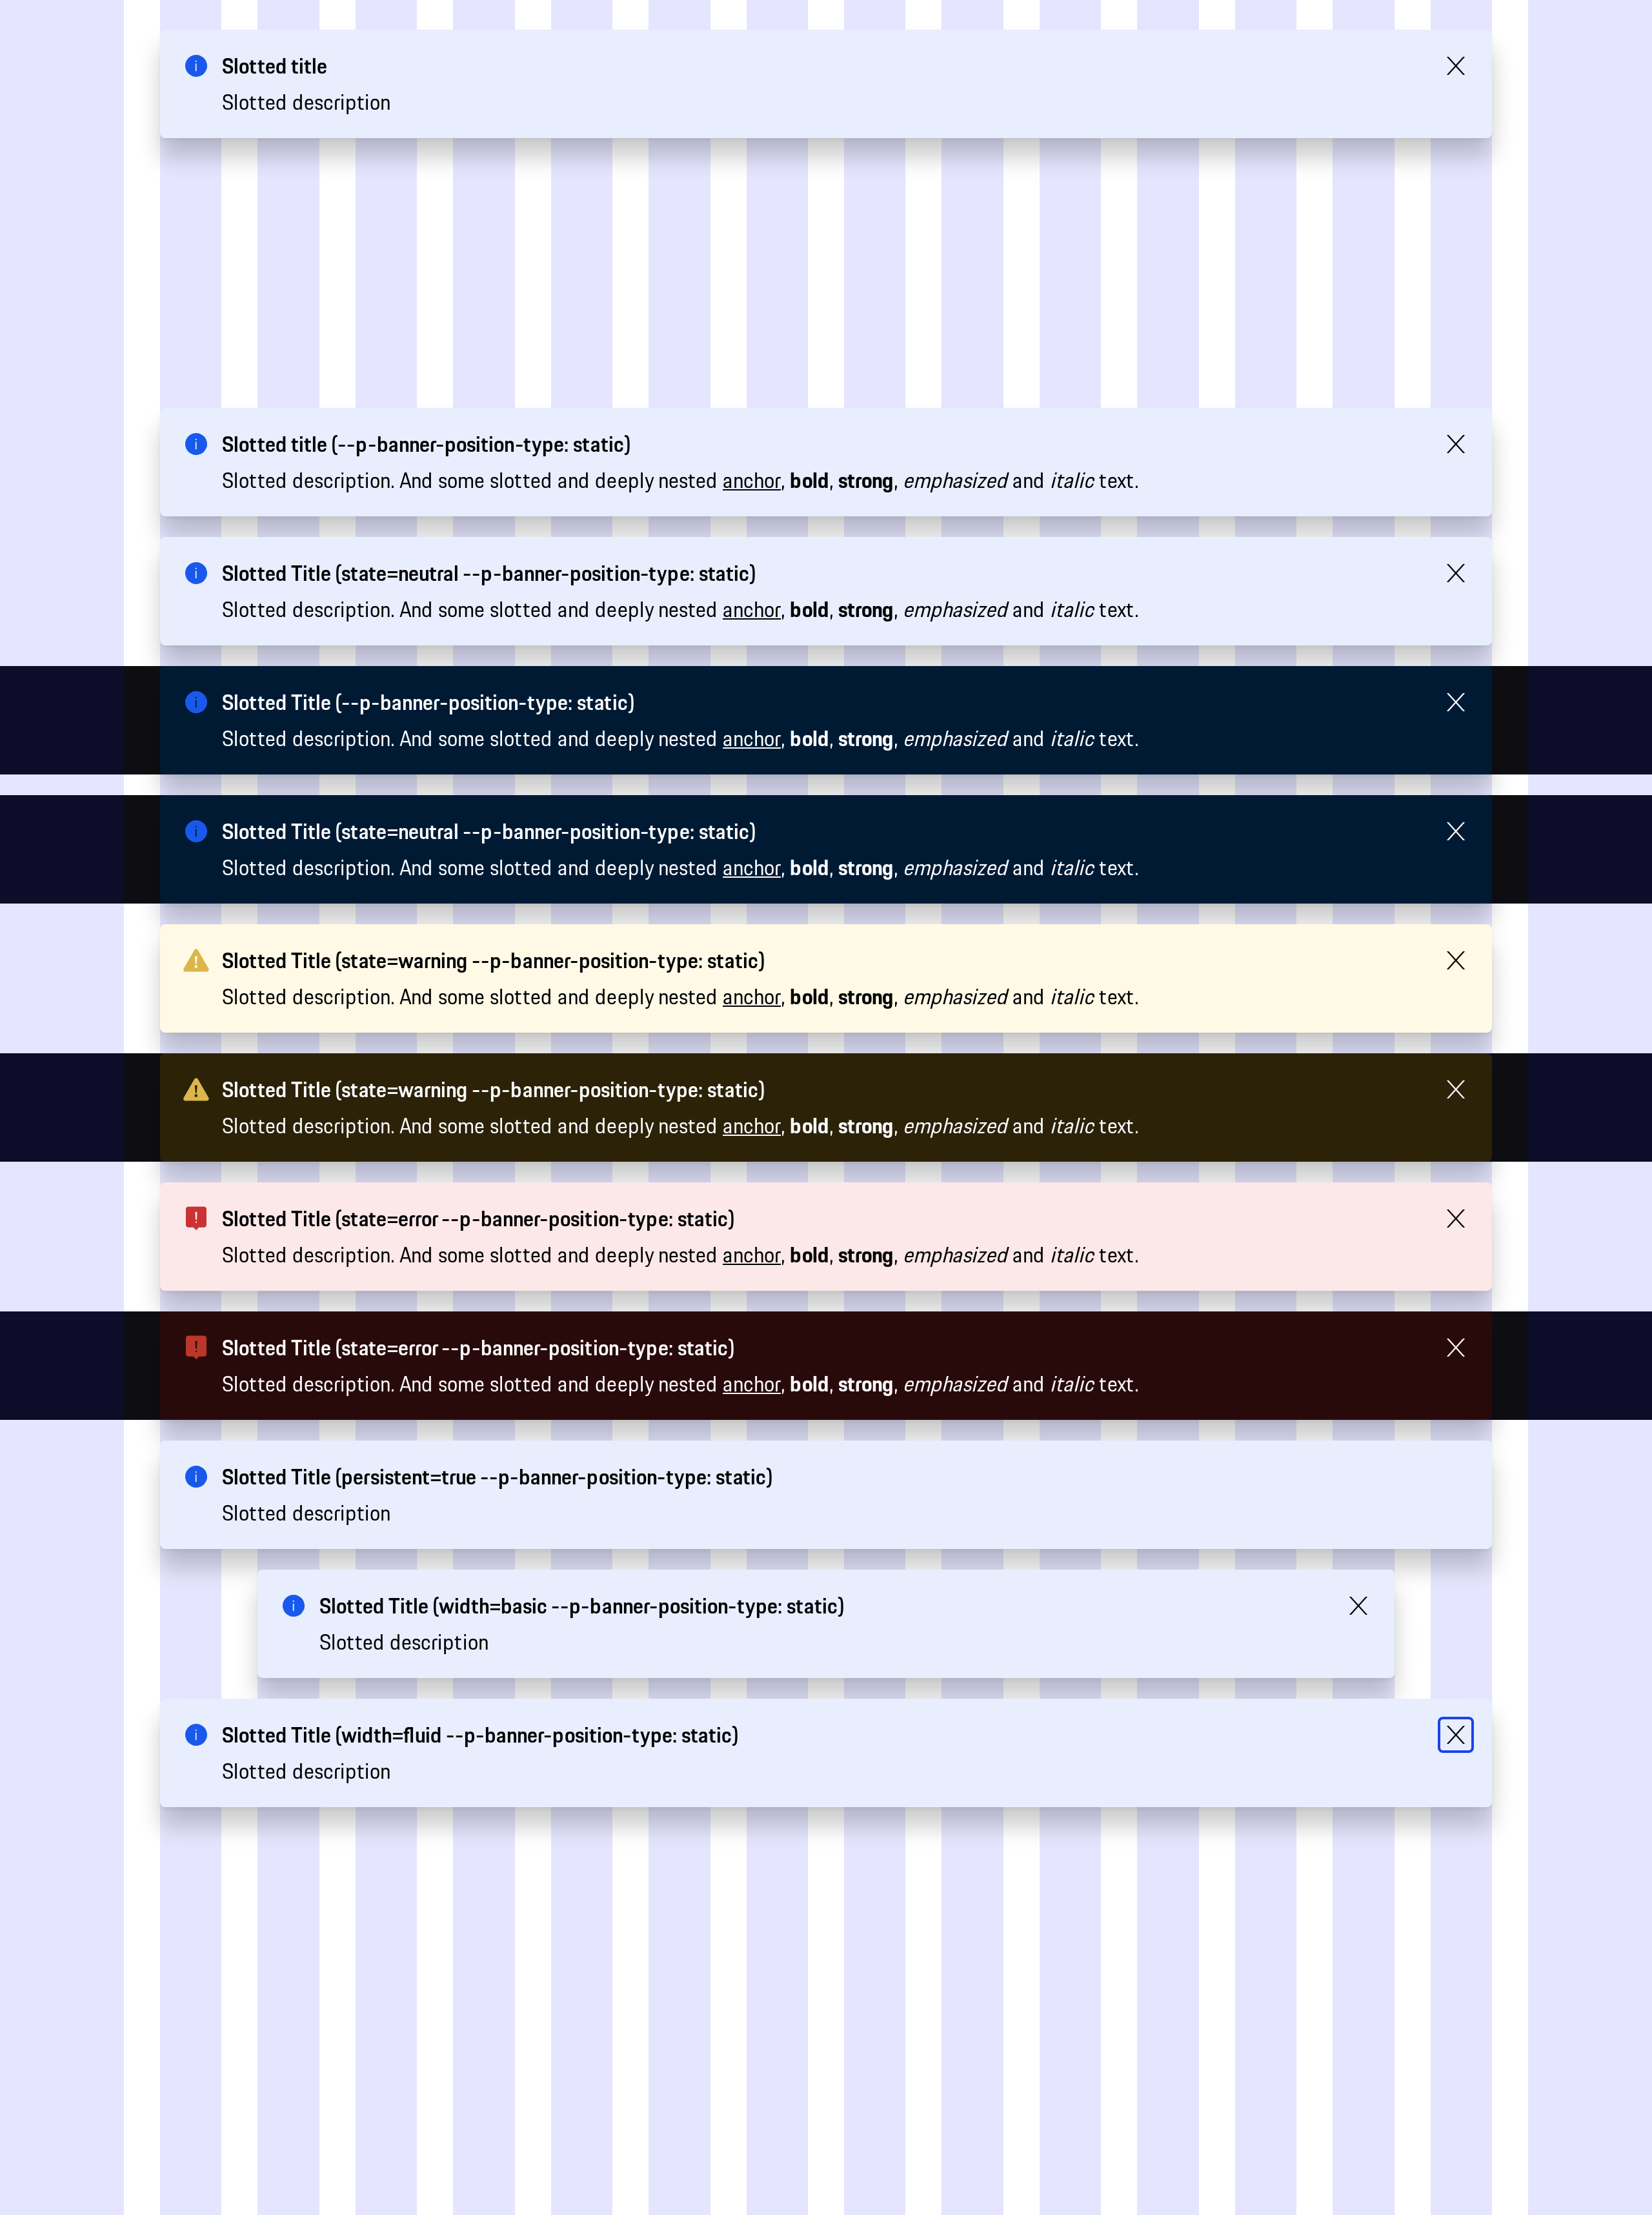 Slotted title
Slotted description
Slotted title (--p-banner-position-type: static)
Slotted description. And some slotted and deeply nested anchor, bold, strong, emphasized and italic text.
Slotted Title (state=neutral --p-banner-position-type: static)
Slotted description. And some slotted and deeply nested anchor, bold, strong, emphasized and italic text.
Slotted Title (--p-banner-position-type: static)
Slotted description. And some slotted and deeply nested anchor, bold, strong, emphasized and italic text.
Slotted Title (state=neutral --p-banner-position-type: static)
Slotted description. And some slotted and deeply nested anchor, bold, strong, emphasized and italic text.
Slotted Title (state=warning --p-banner-position-type: static)
Slotted description. And some slotted and deeply nested anchor, bold, strong, emphasized and italic text.
Slotted Title (state=warning --p-banner-position-type: static)
Slotted description. And some slotted and deeply nested anchor, bold, strong, emphasized and italic text.
Slotted Title (state=error --p-banner-position-type: static)
Slotted description. And some slotted and deeply nested anchor, bold, strong, emphasized and italic text.
Slotted Title (state=error --p-banner-position-type: static)
Slotted description. And some slotted and deeply nested anchor, bold, strong, emphasized and italic text.
Slotted Title (persistent=true --p-banner-position-type: static)
Slotted description
Slotted Title (width=basic --p-banner-position-type: static)
Slotted description
Slotted Title (width=fluid --p-banner-position-type: static)
Slotted description